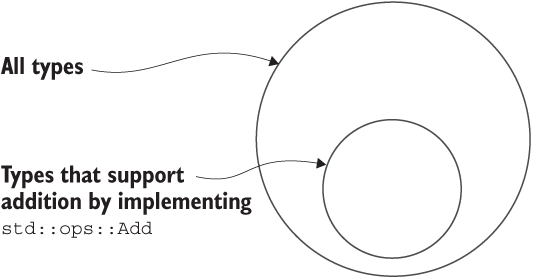 All types
Types that support
addition by implementing
std::ops::Add